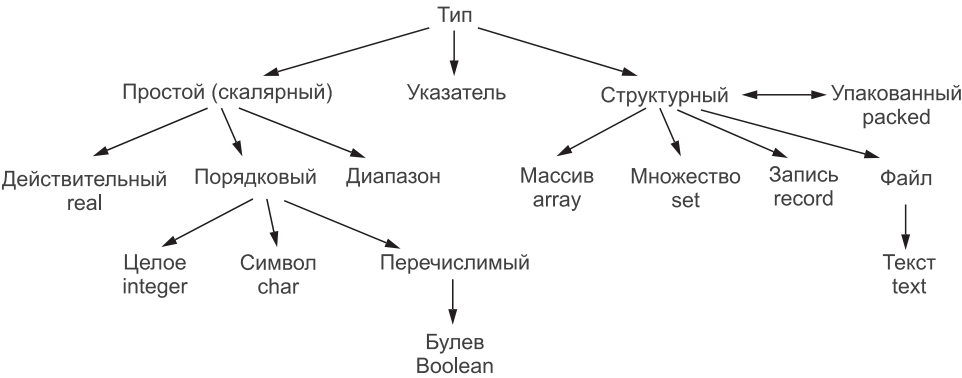 Тип
Простой (скалярный)
Указатель
Структурный
Упакованный
packed
Действительный
real
Порядковый
Диапазон
Массив
array
Множество
set
Запись
record
Файл
Целое
integer
Символ
char
Перечислимый
Текст
text
Булев
Boolean